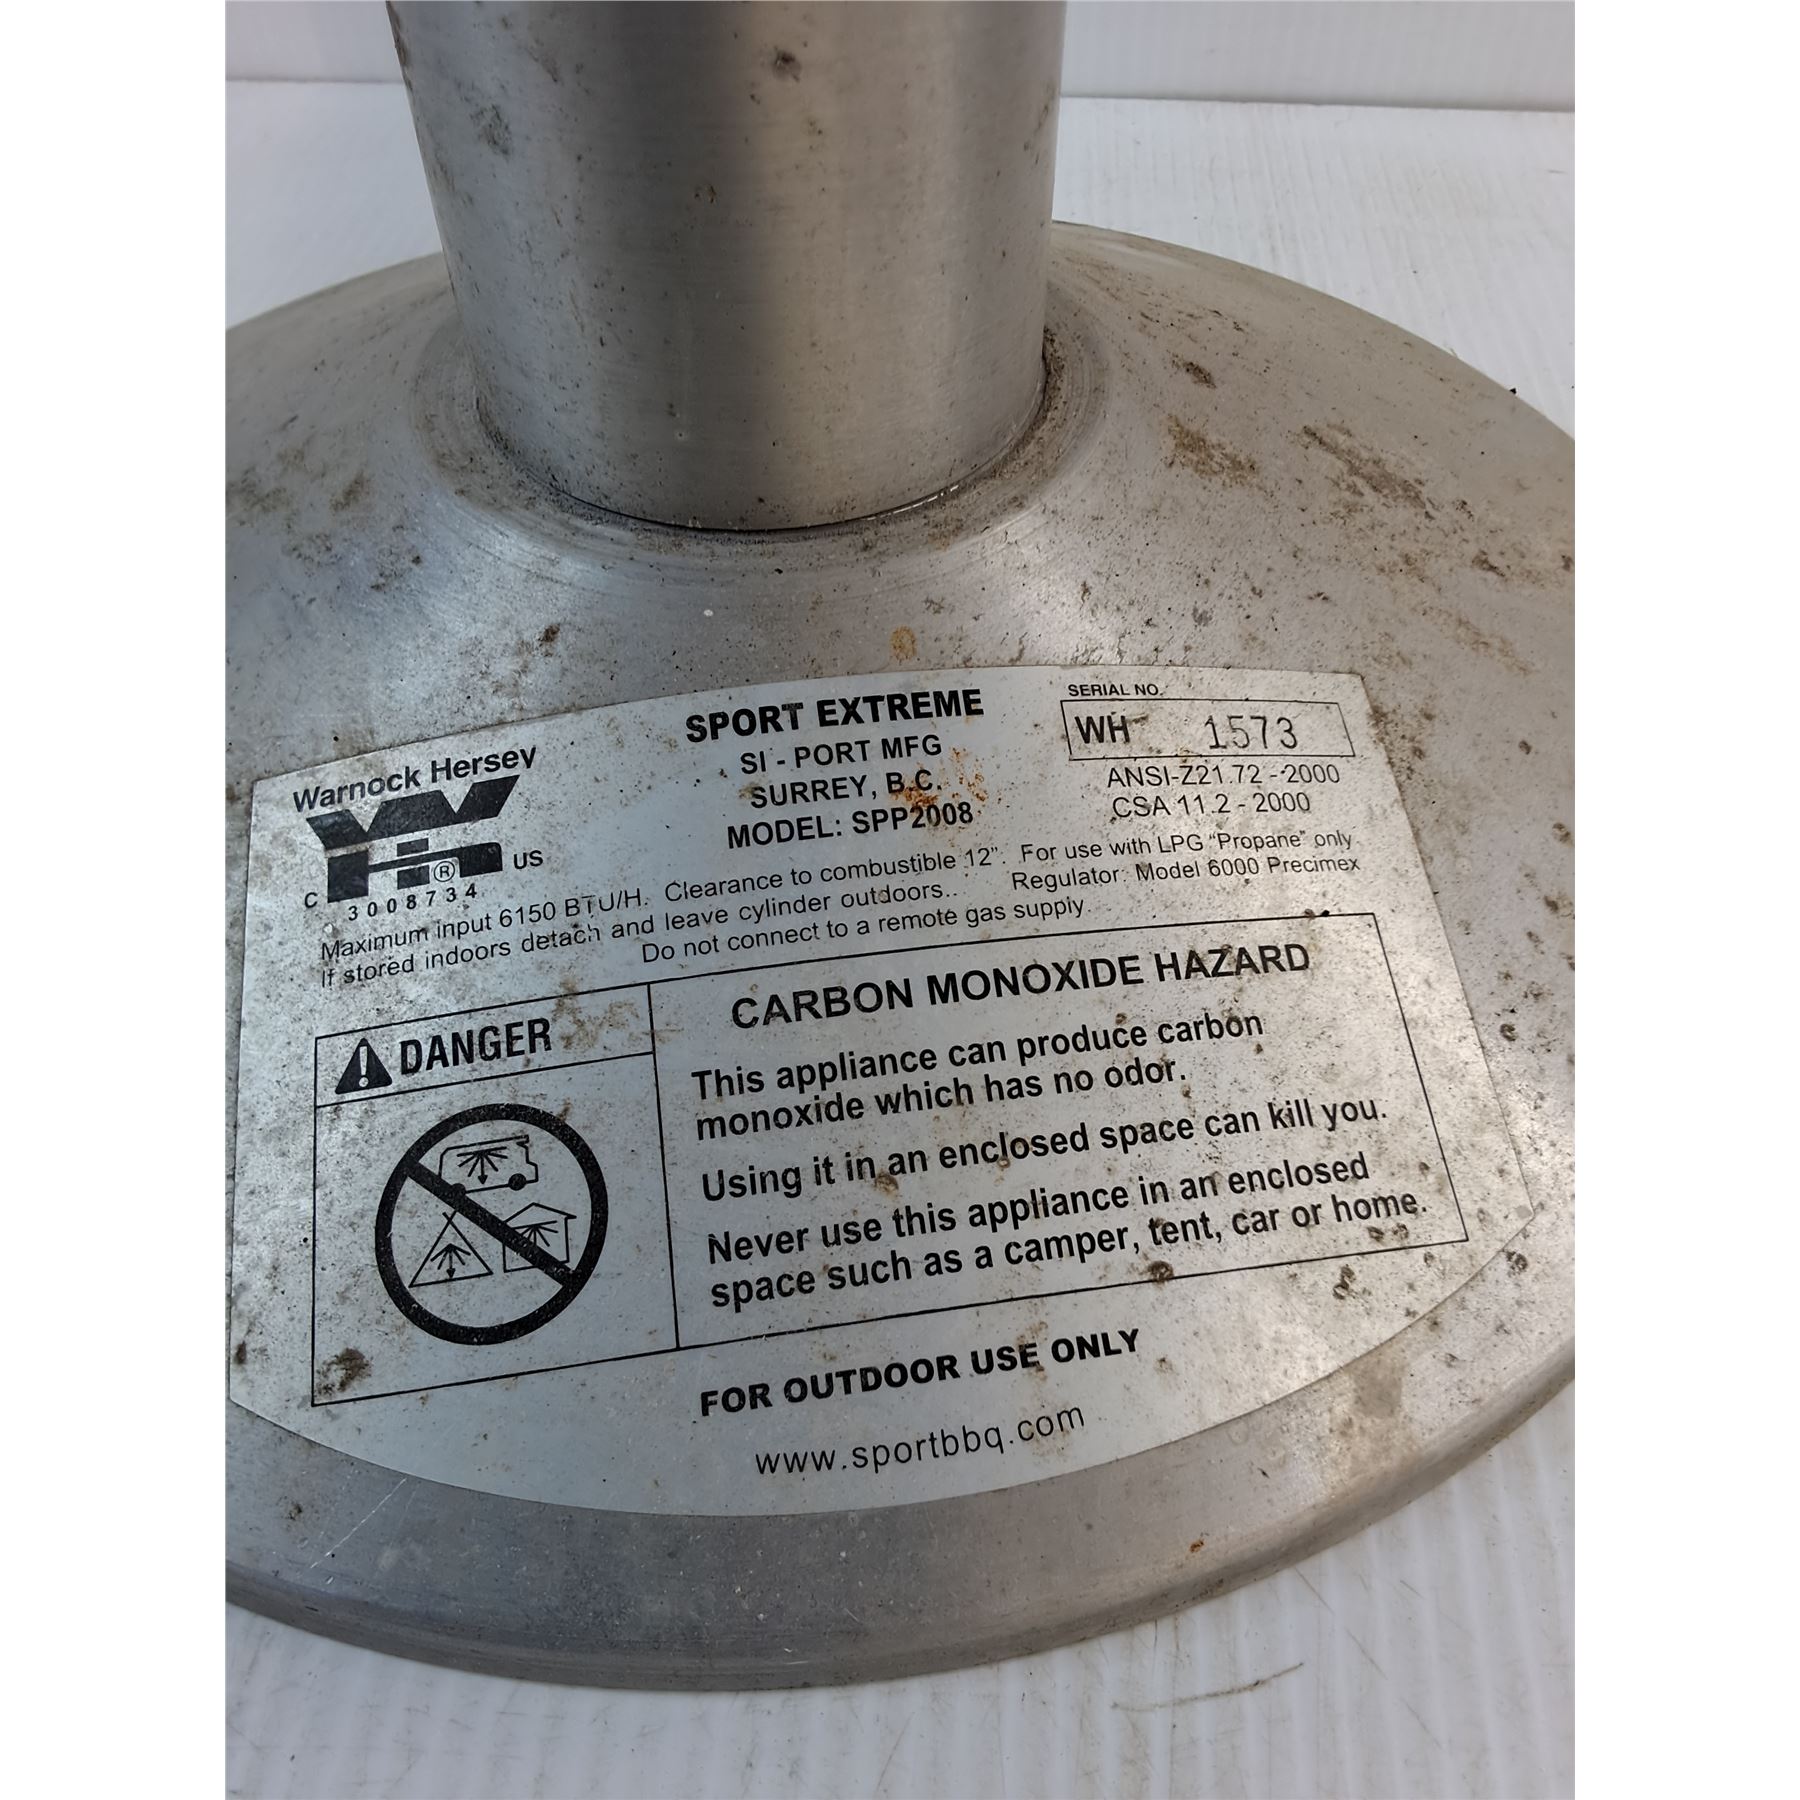 Warnock Hersey
WH
®
C US
3008734
SPORT EXTREME
SI - PORT MFG
SURREY, B.C.
MODEL: SPP2008
SERIAL NO.
WH 1573
ANSI-Z21.72 - 2000
CSA 11.2 - 2000
Maximum input 6150 BTU/H. Clearance to combustible 12". For use with LPG "Propane" only.
If stored indoors detach and leave cylinder outdoors.. Regulator: Model 6000 Precimex
Do not connect to a remote gas supply.
DANGER
CARBON MONOXIDE HAZARD
This appliance can produce carbon
monoxide which has no odor.
Using it in an enclosed space can kill you.
Never use this appliance in an enclosed
space such as a camper, tent, car or home.
FOR OUTDOOR USE ONLY
www.sportbbq.com